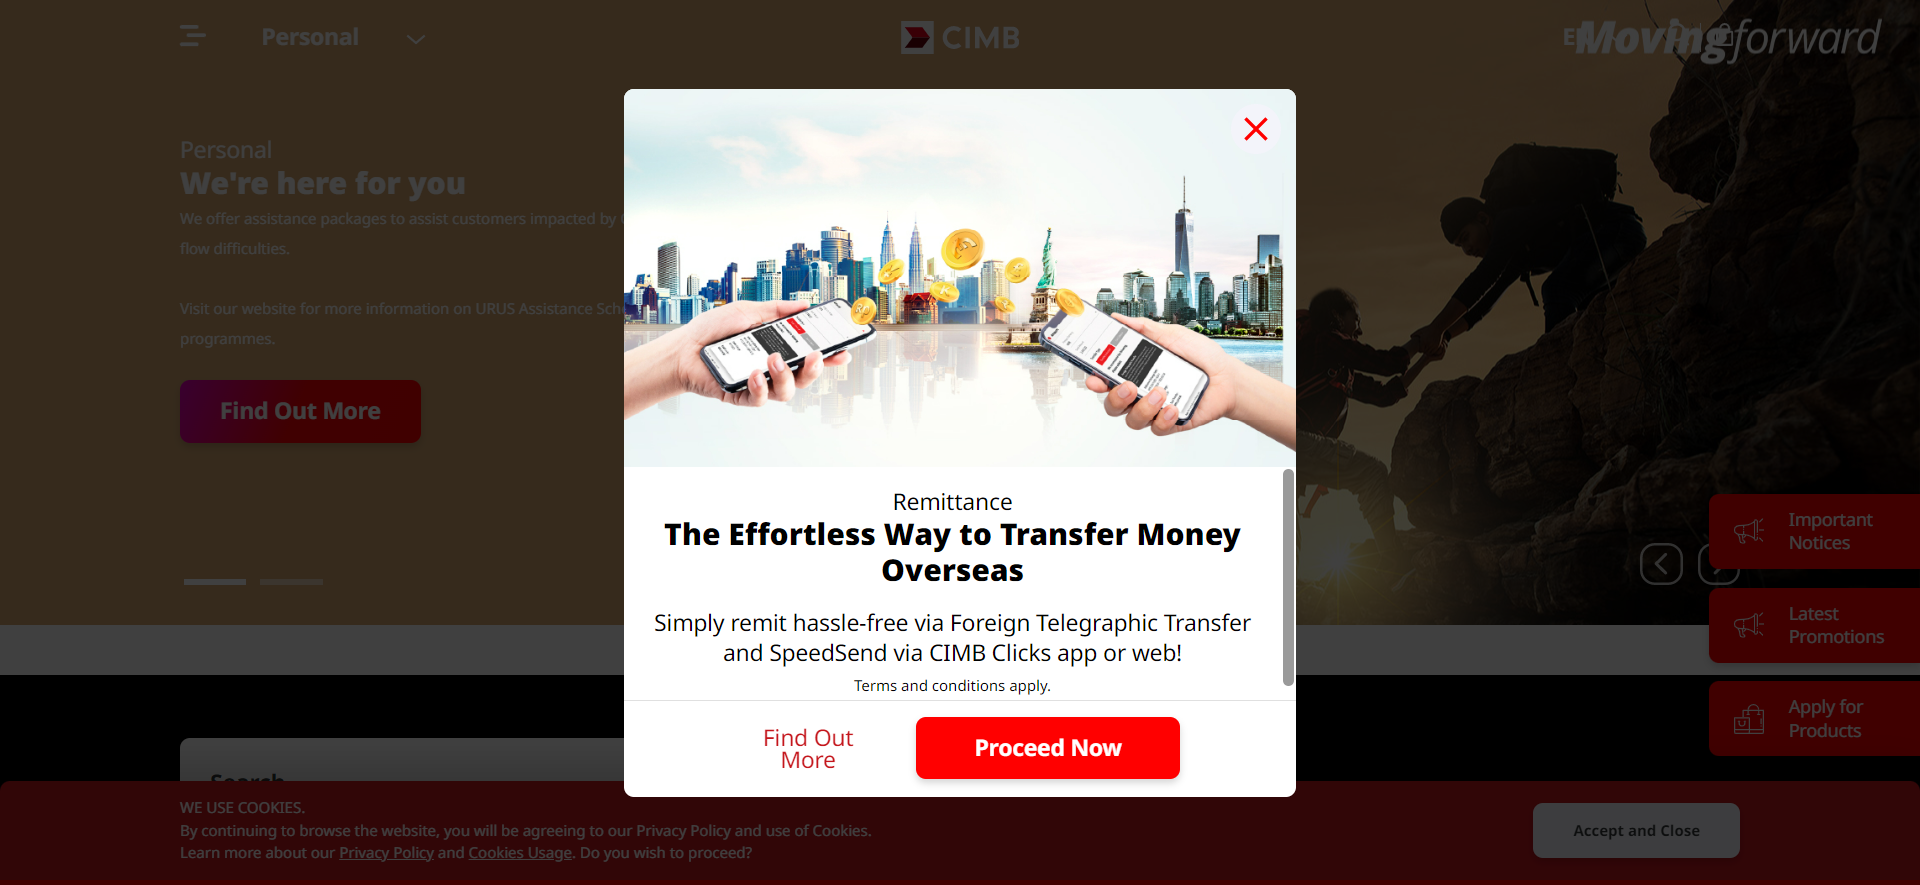 Personal
CIMB
Movingforward
Personal
We're here for you
We offer assistance packages to assist customers impacted by
flow difficulties.
Visit our website for more information on URUS Assistance Sch
programmes.
Find Out More
Remittance
The Effortless Way to Transfer Money
Overseas
Simply remit hassle-free via Foreign Telegraphic Transfer
and SpeedSend via CIMB Clicks app or web!
Terms and conditions apply.
Find Out
More
Proceed Now
Important
Notices
Latest
Promotions
Apply for
Products
Search
WE USE COOKIES.
By continuing to browse the website, you will be agreeing to our Privacy Policy and use of Cookies.
Learn more about our Privacy Policy and Cookies Usage. Do you wish to proceed?
Accept and Close